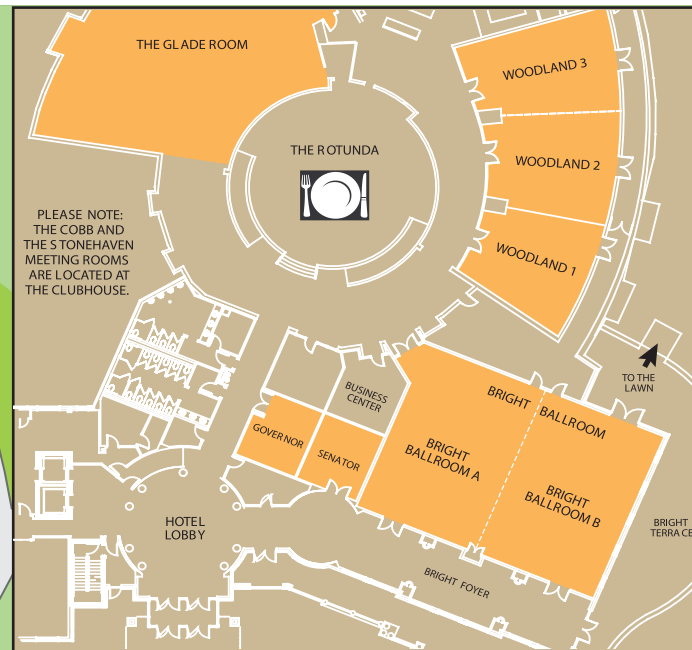 THE GLADE ROOM
WOODLAND 3
THE ROTUNDA
WOODLAND 2
PLEASE NOTE:
THE COBB AND
THE STONEHAVEN
MEETING ROOMS
ARE LOCATED AT
THE CLUBHOUSE.
WOODLAND 1
TO THE
LAWN
BUSINESS
CENTER
BRIGHT BALLROOM
GOVERNOR
SENATOR
BRIGHT
BALLROOM A
BRIGHT
BALLROOM B
HOTEL
LOBBY
BRIGHT
TERRACE
BRIGHT FOYER